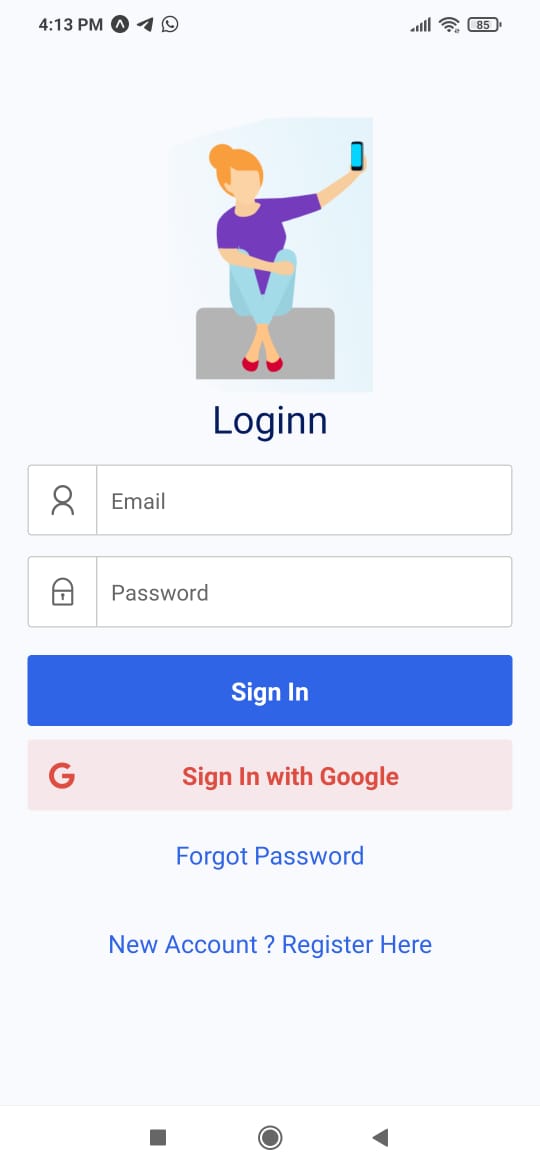 4:13 PM
85
Loginn
Email
Password
Sign In
G Sign In with Google
Forgot Password
New Account ? Register Here